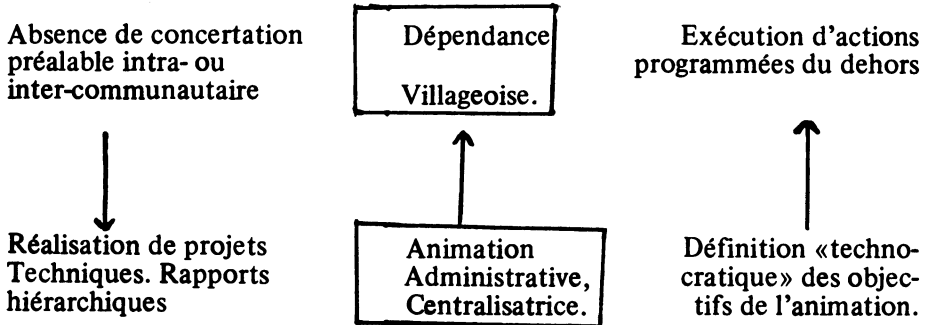 Absence de concertation
préalable intra- ou
inter-communautaire
Dépendance
Villageoise.
Exécution d'actions
programmées du dehors
Réalisation de projets
Techniques. Rapports
hiérarchiques
Animation
Administrative,
Centralisatrice.
Définition «techno-
cratique» des objec-
tifs de l'animation.